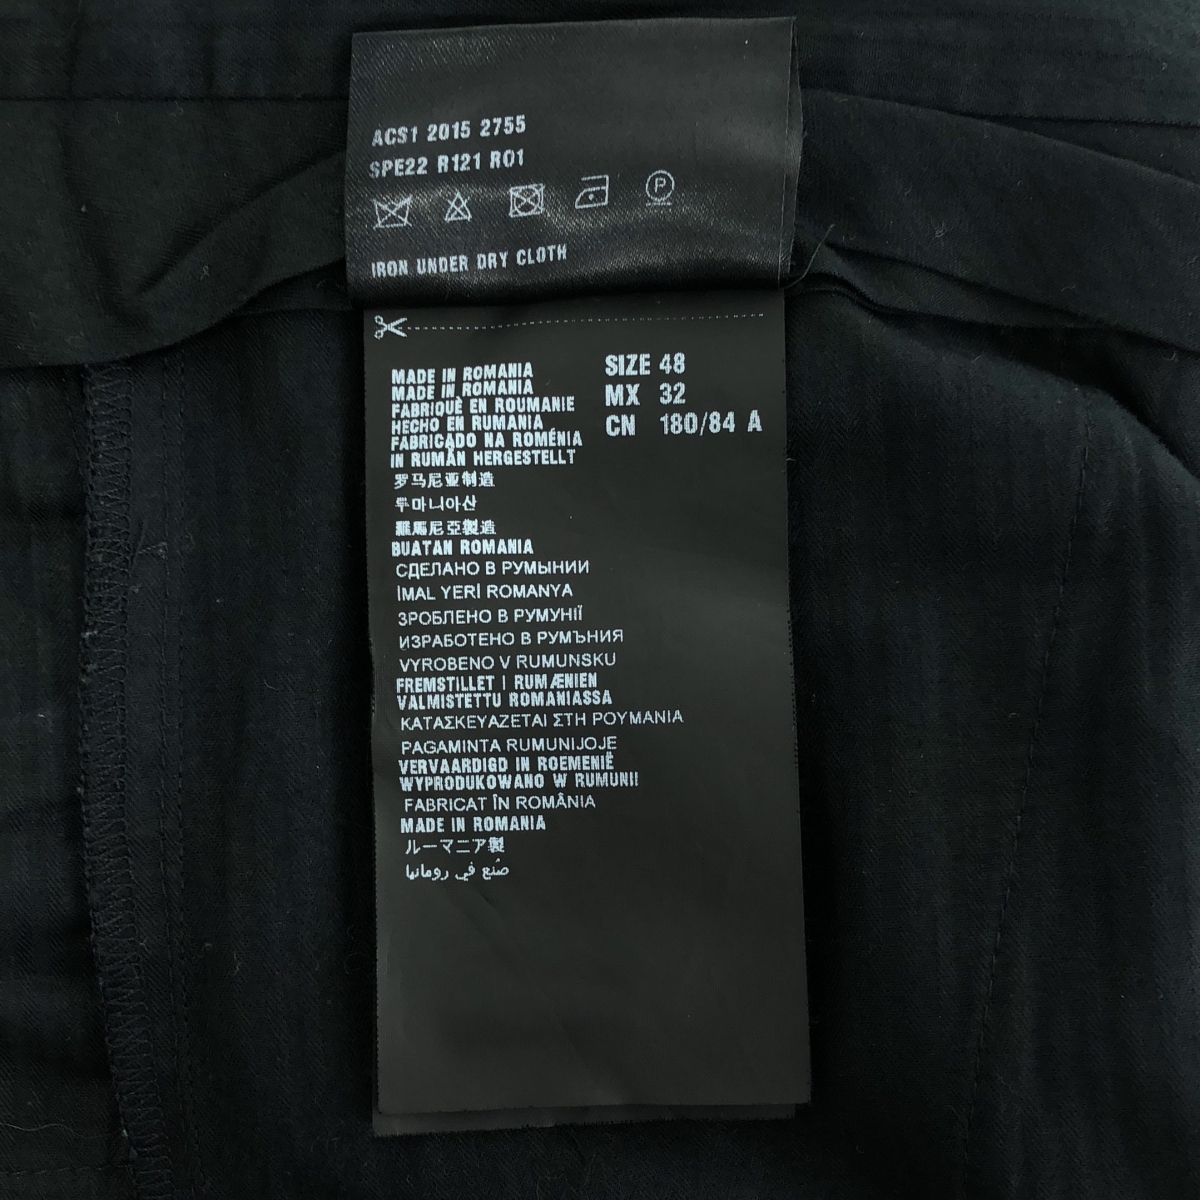 ACS1 2015 2755
SPE22 R121 R01
P
IRON UNDER DRY CLOTH
MADE IN ROMANIA
MADE IN ROMANIA
FABRIQUÈ EN ROUMANIE
HECHO EN RUMANIA
FABRICADO NA ROMÉNIA
IN RUMÄN HERGESTELLT
罗马尼亚制造
루마니아산
羅馬尼亞製造
BUATAN ROMANIA
СДЕЛАНО В РУМЫНИИ
İMAL YERİ ROMANYA
ЗРОБЛЕНО В РУМУНІЇ
ИЗРАБОТЕНО В РУМЪНИЯ
VYROBENO V RUMUNSKU
FREMSTILLET I RUMÆNIEN
VALMISTETTU ROMANIASSA
ΚΑΤΑΣΚΕΥΑΖΕΤΑΙ ΣΤΗ ΡΟΥΜΑΝΙΑ
PAGAMINTA RUMUNIJOJE
VERVAARDIGD IN ROEMENIË
WYPRODUKOWANO W RUMUNII
FABRICAT ÎN ROMÂNIA
MADE IN ROMANIA
ルーマニア製
صُنع في رومانيا
SIZE 48
MX 32
CN 180/84 A